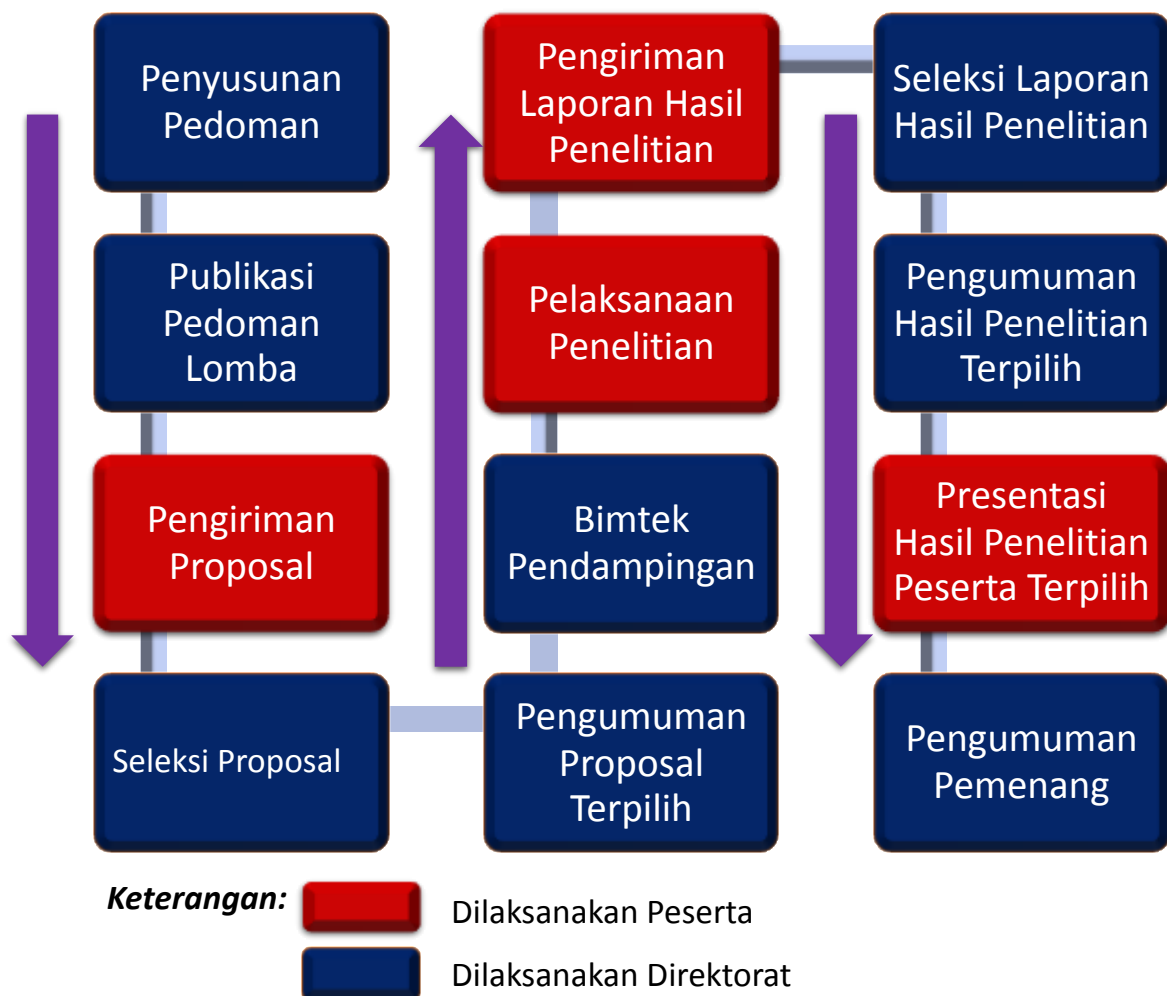 Penyusunan
Pedoman
Publikasi
Pedoman
Lomba
Pengiriman
Proposal
Seleksi Proposal
Pengumuman
Proposal
Terpilih
Bimtek
Pendampingan
Pelaksanaan
Penelitian
Pengiriman
Laporan Hasil
Penelitian
Seleksi Laporan
Hasil Penelitian
Pengumuman
Hasil Penelitian
Terpilih
Presentasi
Hasil Penelitian
Peserta Terpilih
Pengumuman
Pemenang
Keterangan:
Dilaksanakan Peserta
Dilaksanakan Direktorat